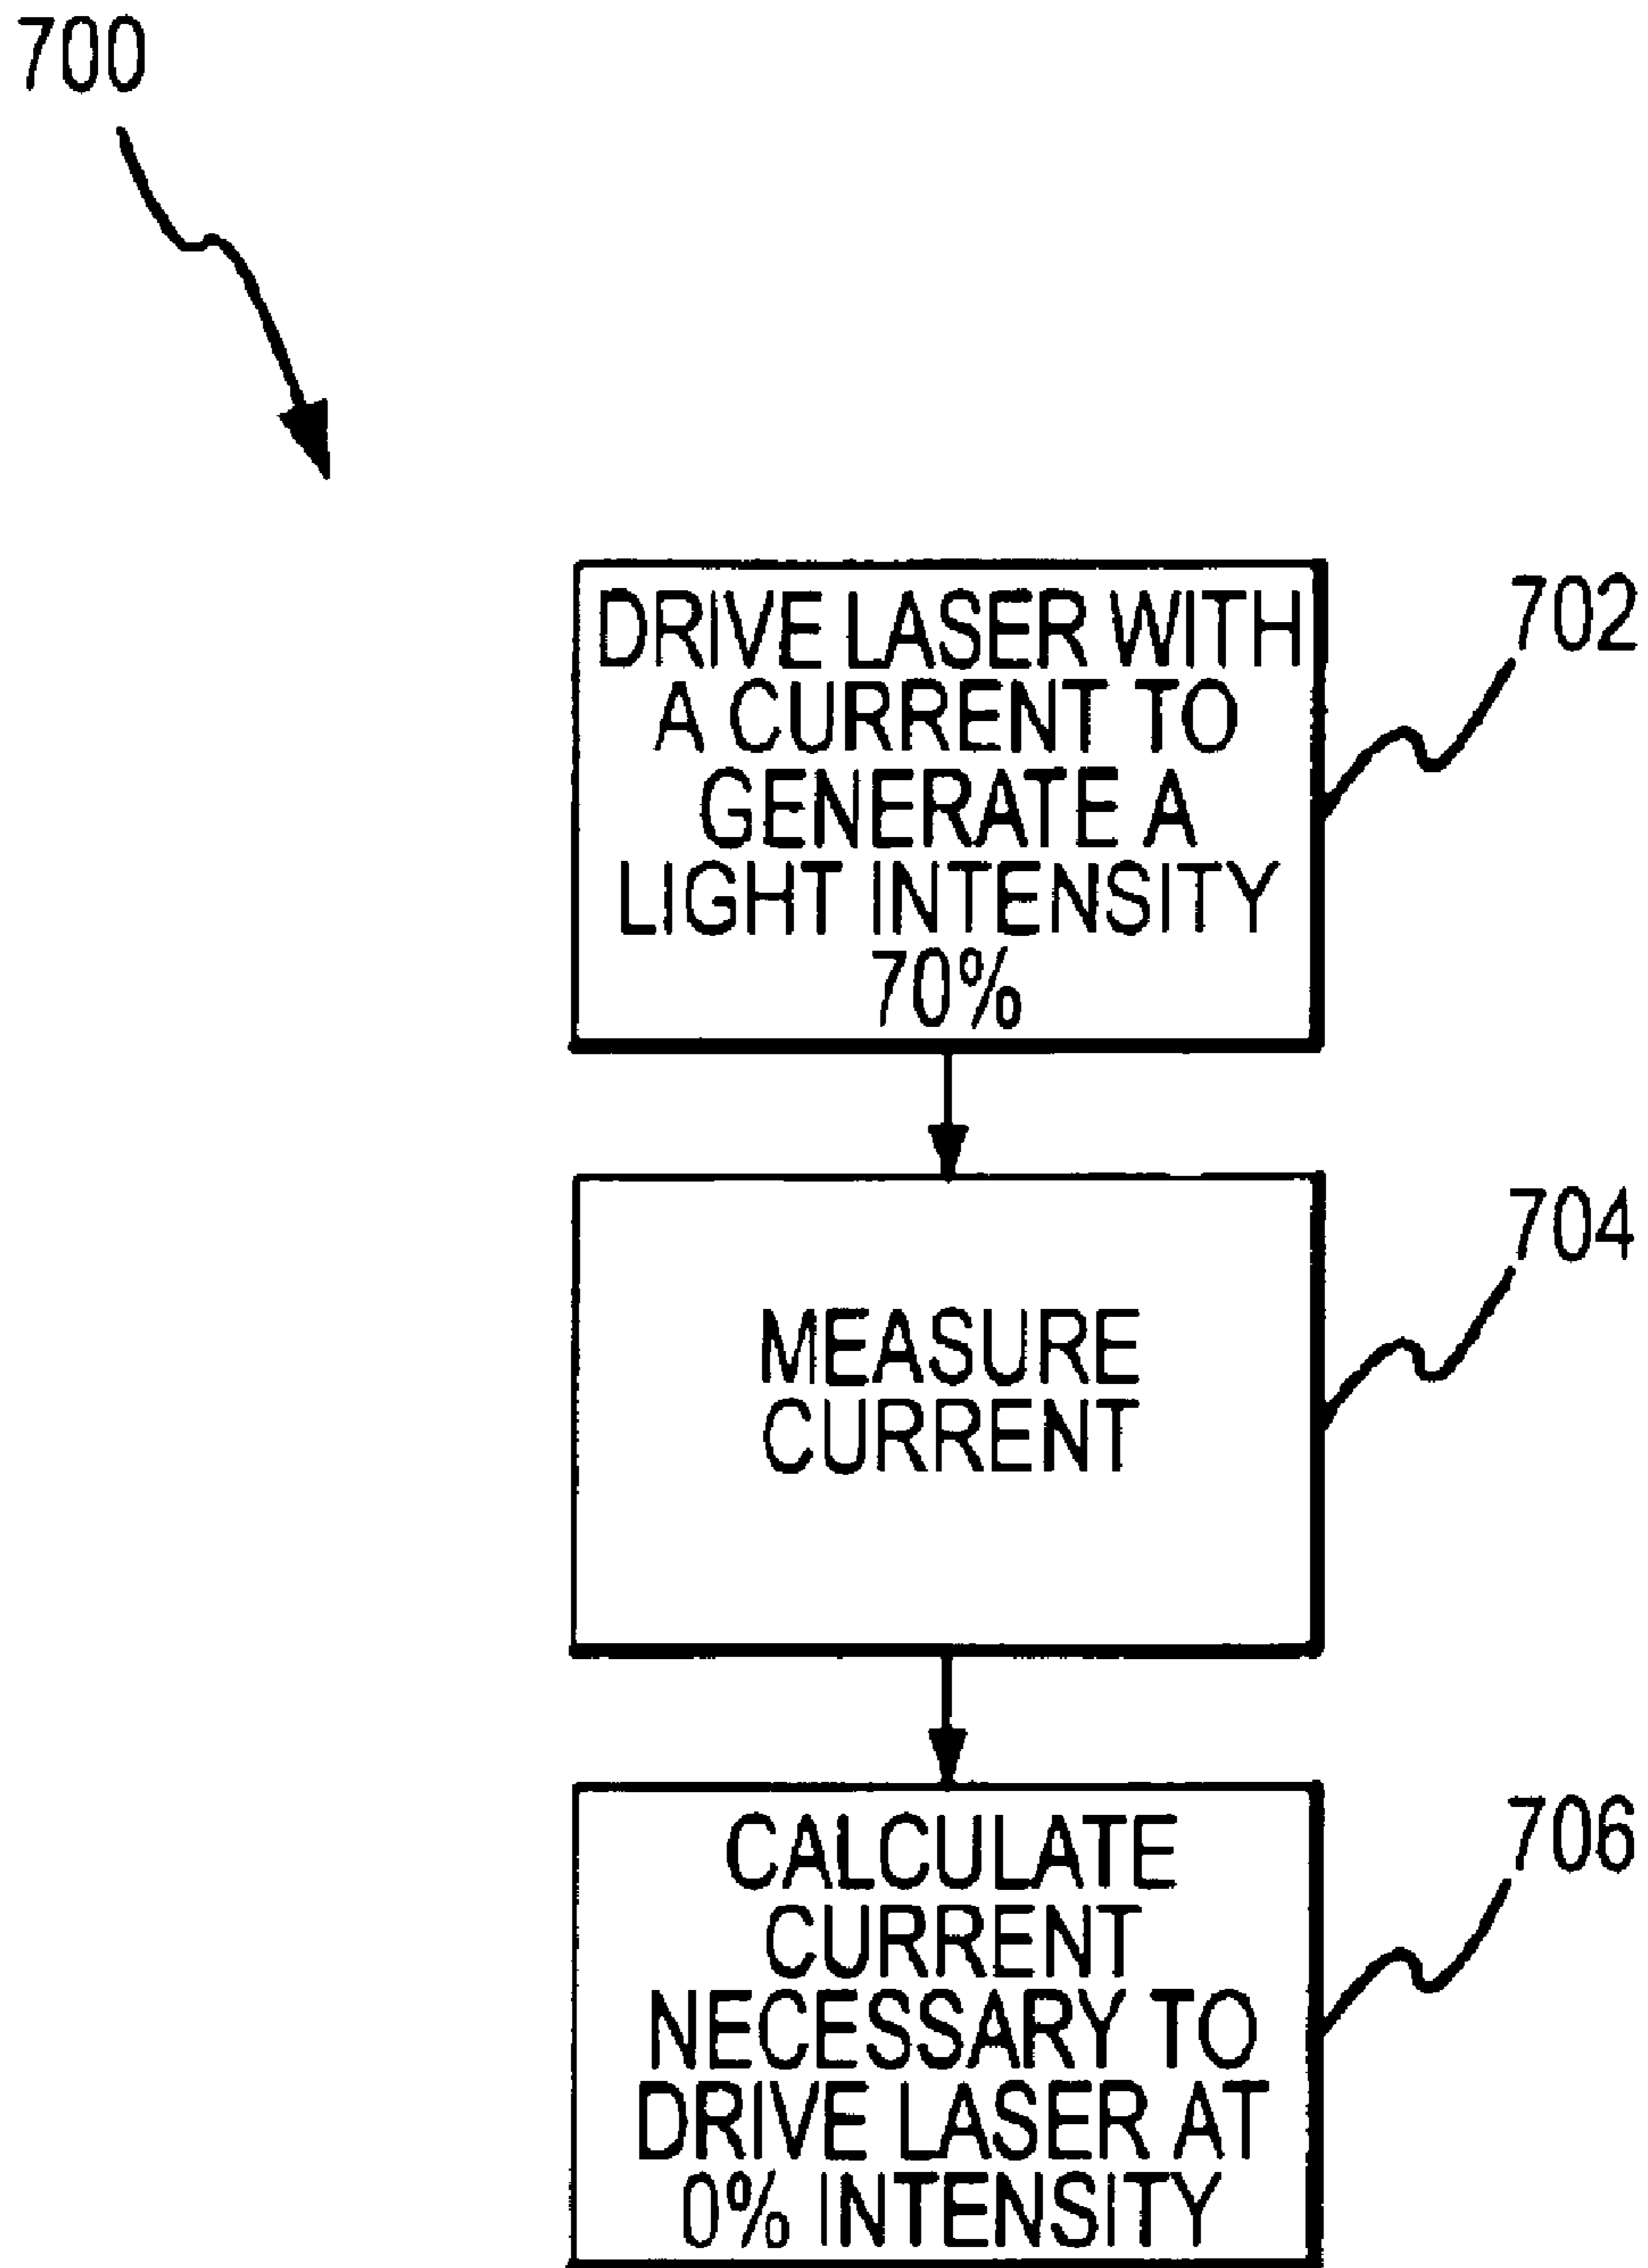 700
DRIVE LASER WITH
A CURRENT TO
GENERATE A
LIGHT INTENSITY
70%
702
MEASURE
CURRENT
704
CALCULATE
CURRENT
NECESSARY TO
DRIVE LASER AT
0% INTENSITY
706